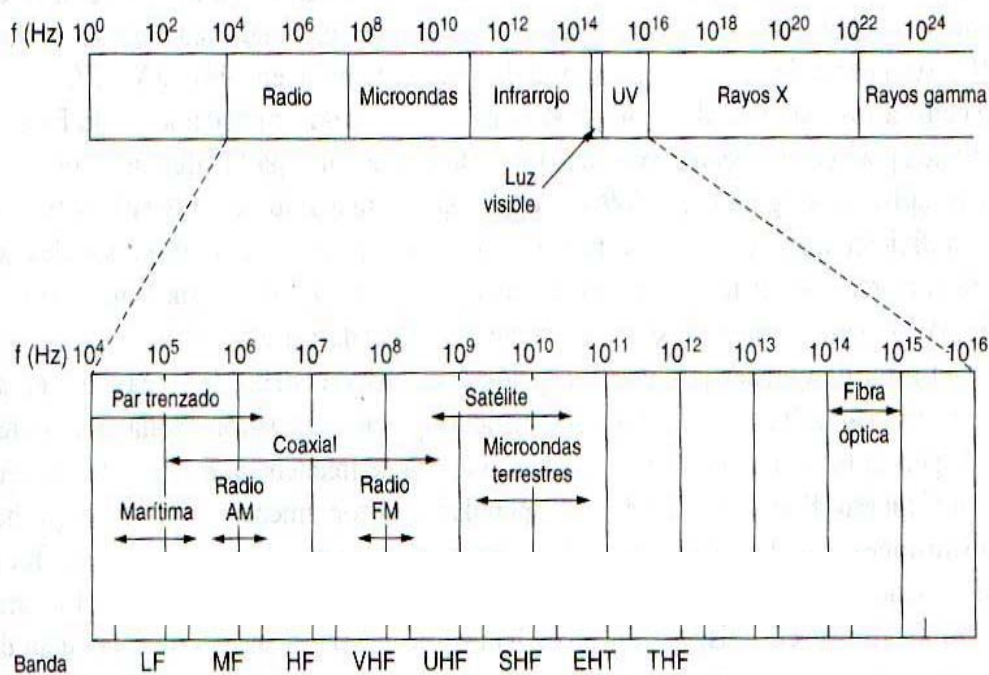 f (Hz) 10⁰ 10² 10⁴ 10⁶ 10⁸ 10¹⁰ 10¹² 10¹⁴ 10¹⁶ 10¹⁸ 10²⁰ 10²² 10²⁴
Radio Microondas Infrarrojo UV Rayos X Rayos gamma
Luz
visible
f (Hz) 10⁴ 10⁵ 10⁶ 10⁷ 10⁸ 10⁹ 10¹⁰ 10¹¹ 10¹² 10¹³ 10¹⁴ 10¹⁵ 10¹⁶
Par trenzado
Satélite
Fibra
óptica
Coaxial
Microondas
terrestres
Marítima
Radio
AM
Radio
FM
Banda LF MF HF VHF UHF SHF EHT THF